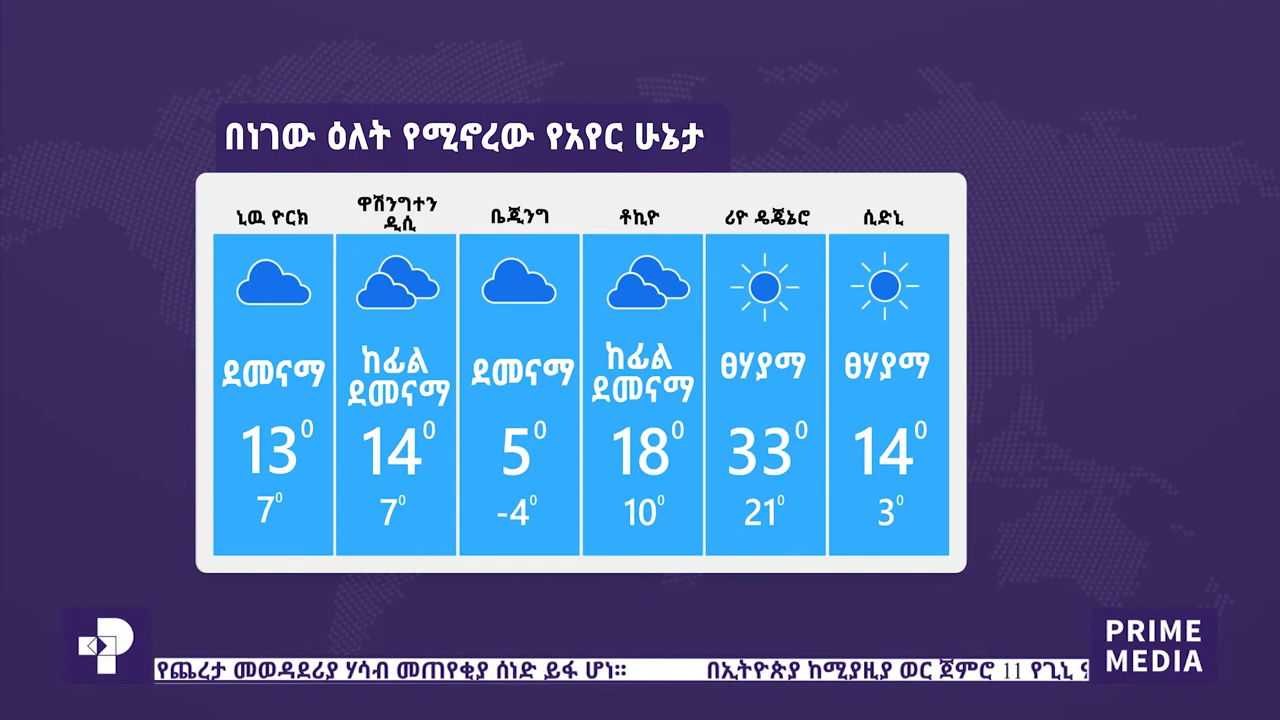 በነገው ዕለት የሚኖረው የአየር ሁኔታ
ኒዉ ዮርክ
ዋሽንግተን
ዲሲ
ቤጂንግ
ቶኪዮ
ሪዮ ዴጄኔሮ
ሲድኒ
ደመናማ
ከፊል
ደመናማ
ደመናማ
ከፊል
ደመናማ
ፀሃያማ
ፀሃያማ
13⁰
14⁰
5⁰
18⁰
33⁰
14⁰
7⁰
7⁰
-4⁰
10⁰
21⁰
3⁰
የጨረታ መወዳደሪያ ሃሳብ መጠየቂያ ሰነድ ይፋ ሆነ። በኢትዮጵያ ከሚያዚያ ወር ጀምሮ 11 የጊኒ
PRIME
MEDIA